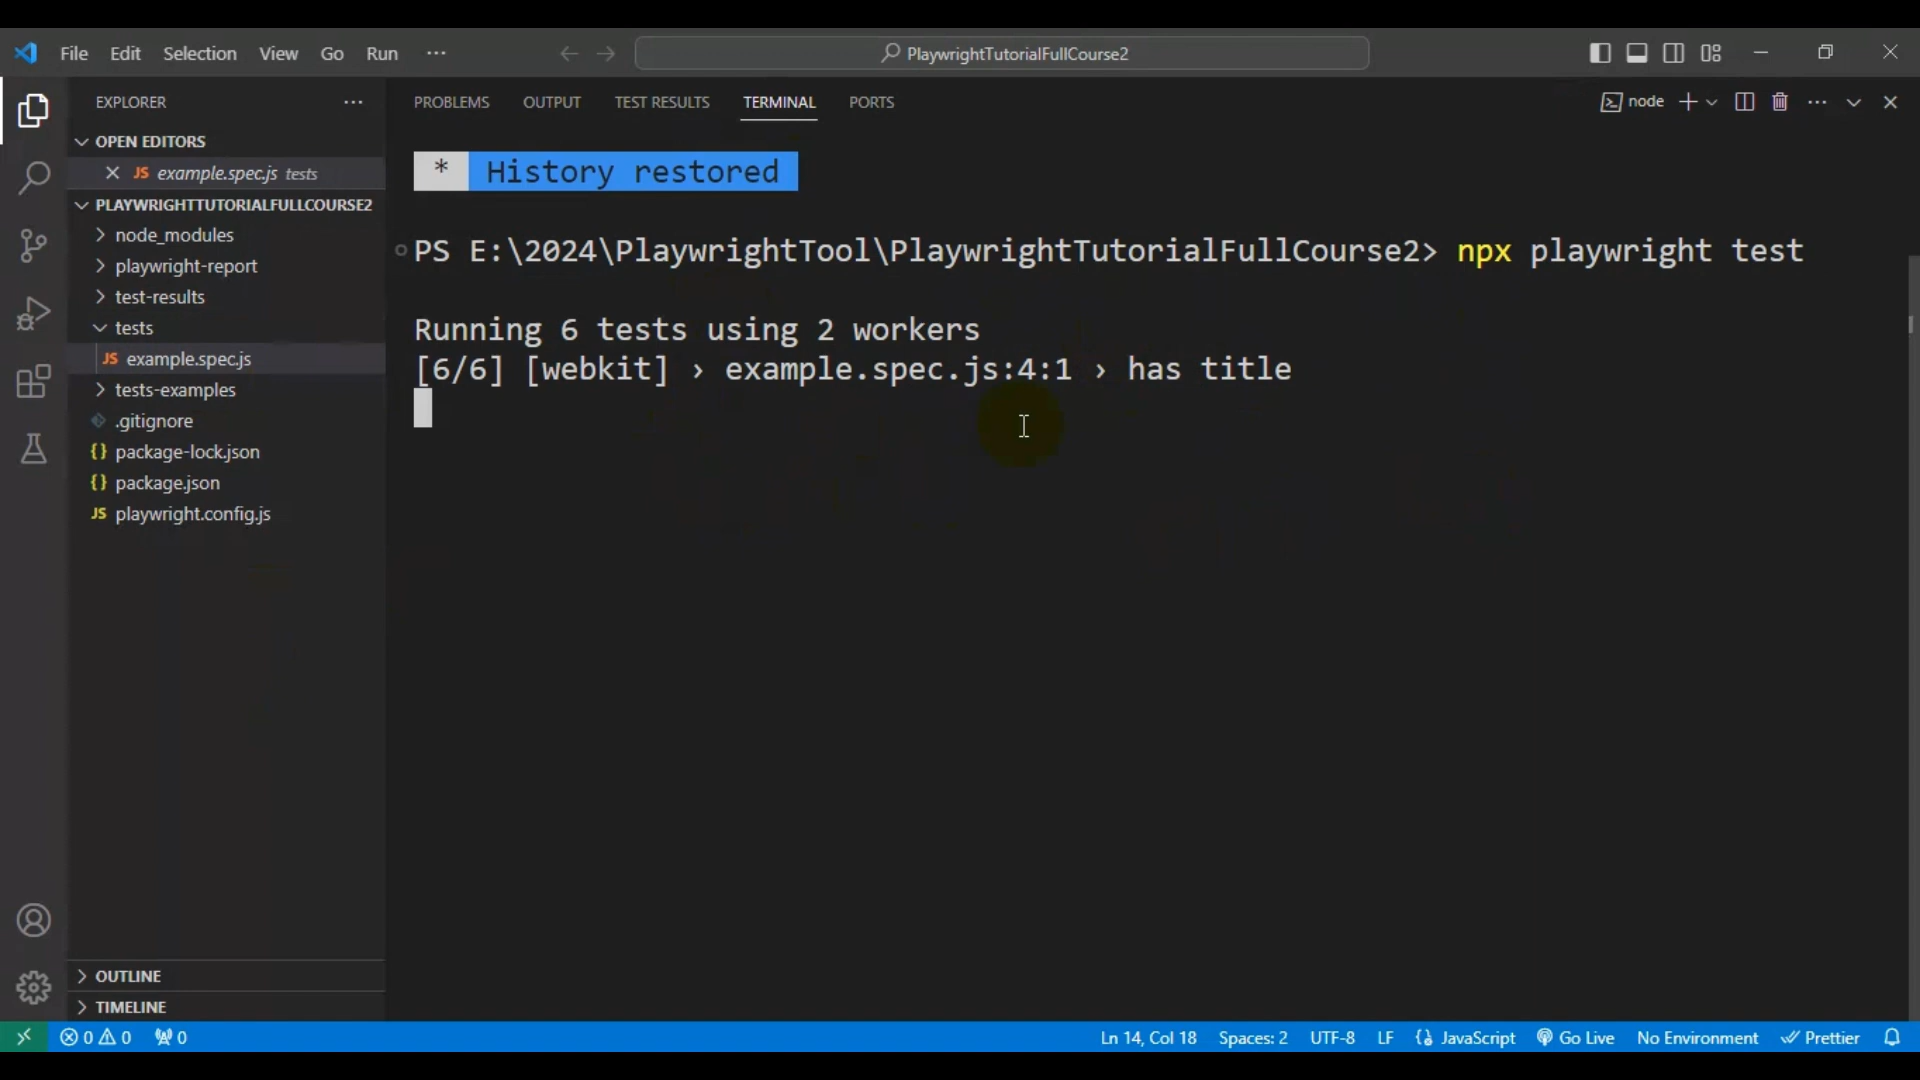 File Edit Selection View Go Run ···
PlaywrightTutorialFullCourse2
EXPLORER ···
OPEN EDITORS
JS example.spec.js tests
PLAYWRIGHTTUTORIALFULLCOURSE2
node_modules
playwright-report
test-results
tests
JS example.spec.js
tests-examples
.gitignore
{} package-lock.json
{} package.json
JS playwright.config.js
OUTLINE
TIMELINE
PROBLEMS OUTPUT TEST RESULTS TERMINAL PORTS
node
* History restored
PS E:\2024\PlaywrightTool\PlaywrightTutorialFullCourse2> npx playwright test
Running 6 tests using 2 workers
[6/6] [webkit] › example.spec.js:4:1 › has title
0 0 0
Ln 14, Col 18 Spaces: 2 UTF-8 LF {} JavaScript Go Live No Environment Prettier